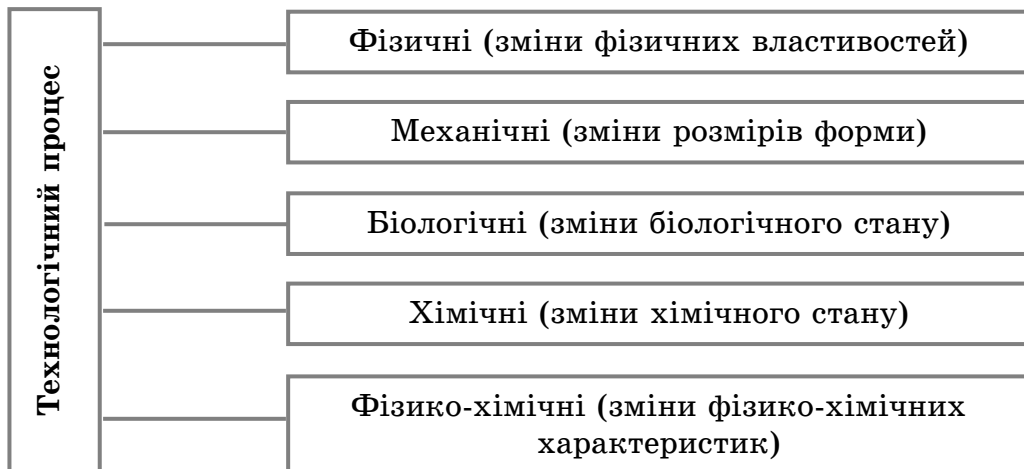 Технологічний процес
Фізичні (зміни фізичних властивостей)
Механічні (зміни розмірів форми)
Біологічні (зміни біологічного стану)
Хімічні (зміни хімічного стану)
Фізико-хімічні (зміни фізико-хімічних
характеристик)